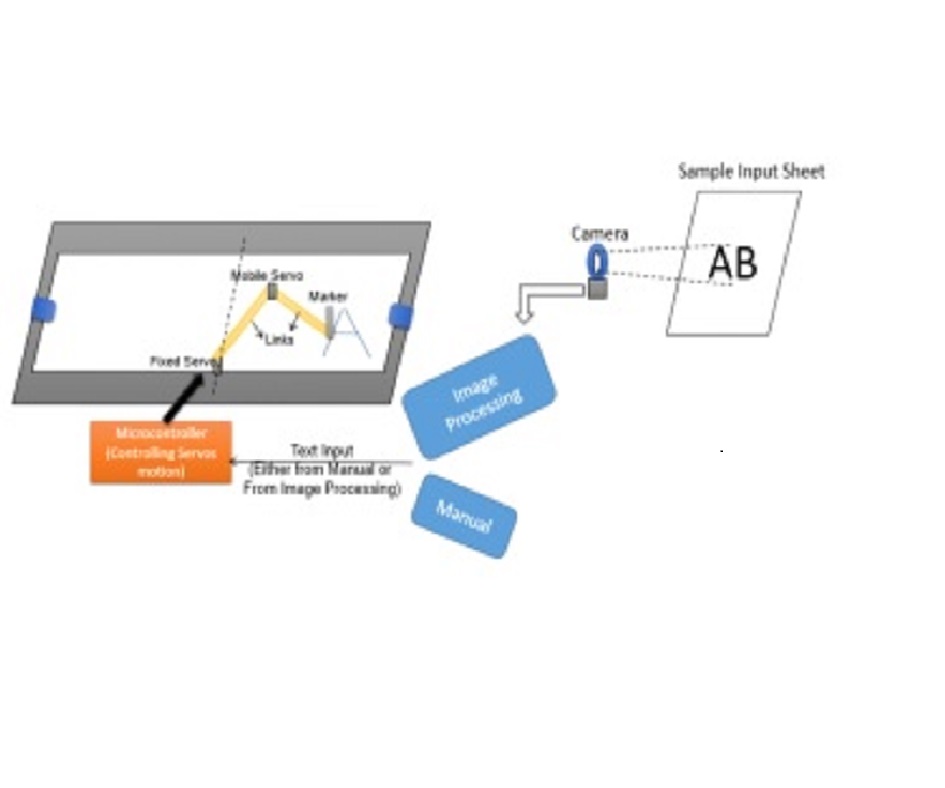 Sample Input Sheet
Camera
AB
Mobile Servo
Marker
Links
A
Fixed Servo
Image
Processing
Microcontroller
(Controlling Servos
motion)
Text Input
(Either from Manual or
From Image Processing)
Manual